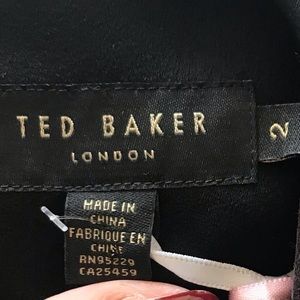 TED BAKER
LONDON
2
MADE IN
CHINA
FABRIQUE EN
CHINE
RN95229
CA25459